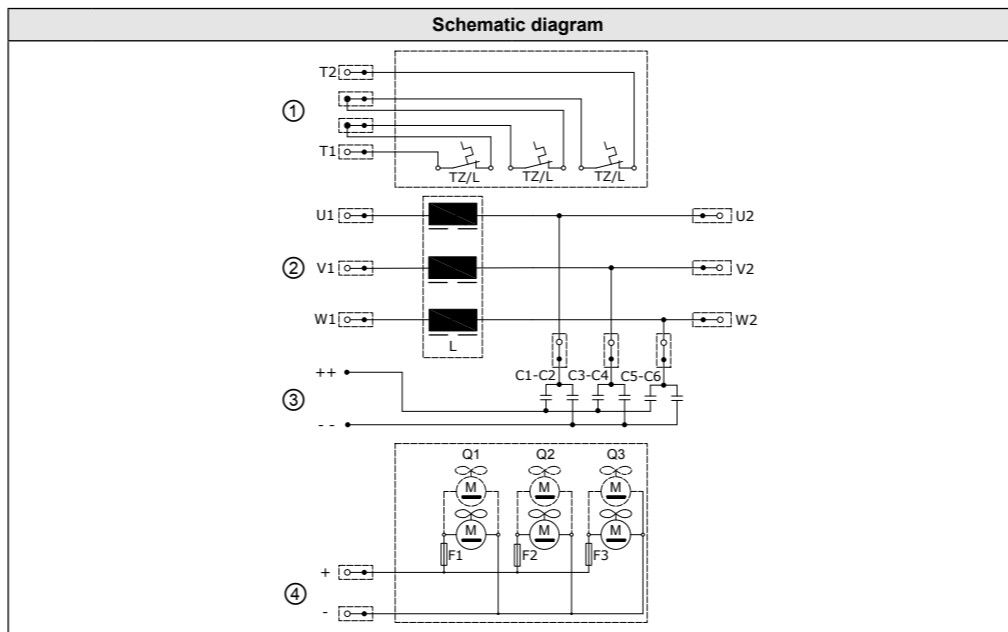 Schematic diagram
T2
①
T1
TZ/L TZ/L TZ/L
U1 U2
② V1 V2
W1 W2
L
++ C1-C2 C3-C4 C5-C6
③
- -
Q1 Q2 Q3
M M M
M M M
F1 F2 F3
+
④
-